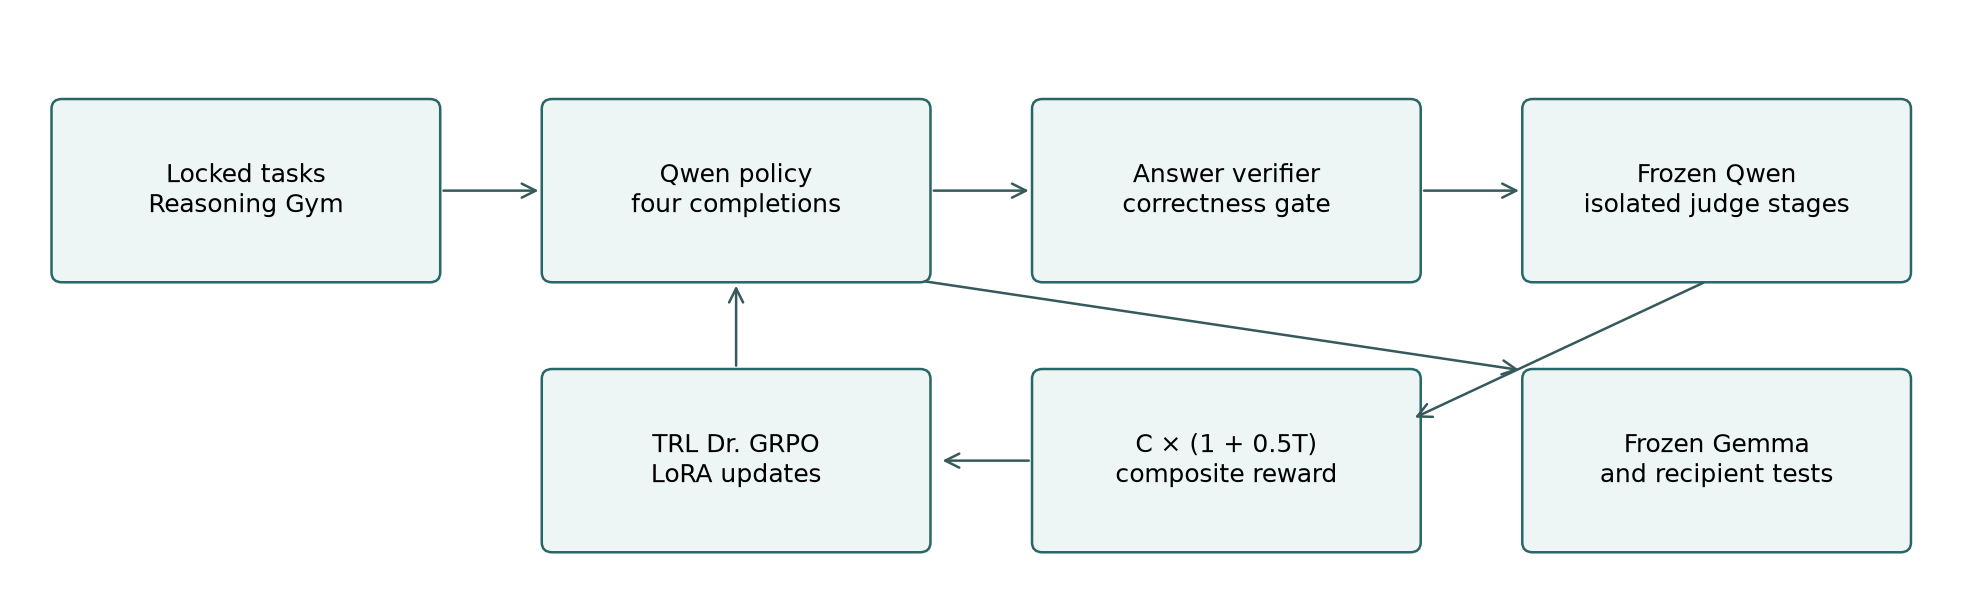 Locked tasks
Reasoning Gym
Qwen policy
four completions
Answer verifier
correctness gate
Frozen Qwen
isolated judge stages
TRL Dr. GRPO
LoRA updates
C × (1 + 0.5T)
composite reward
Frozen Gemma
and recipient tests